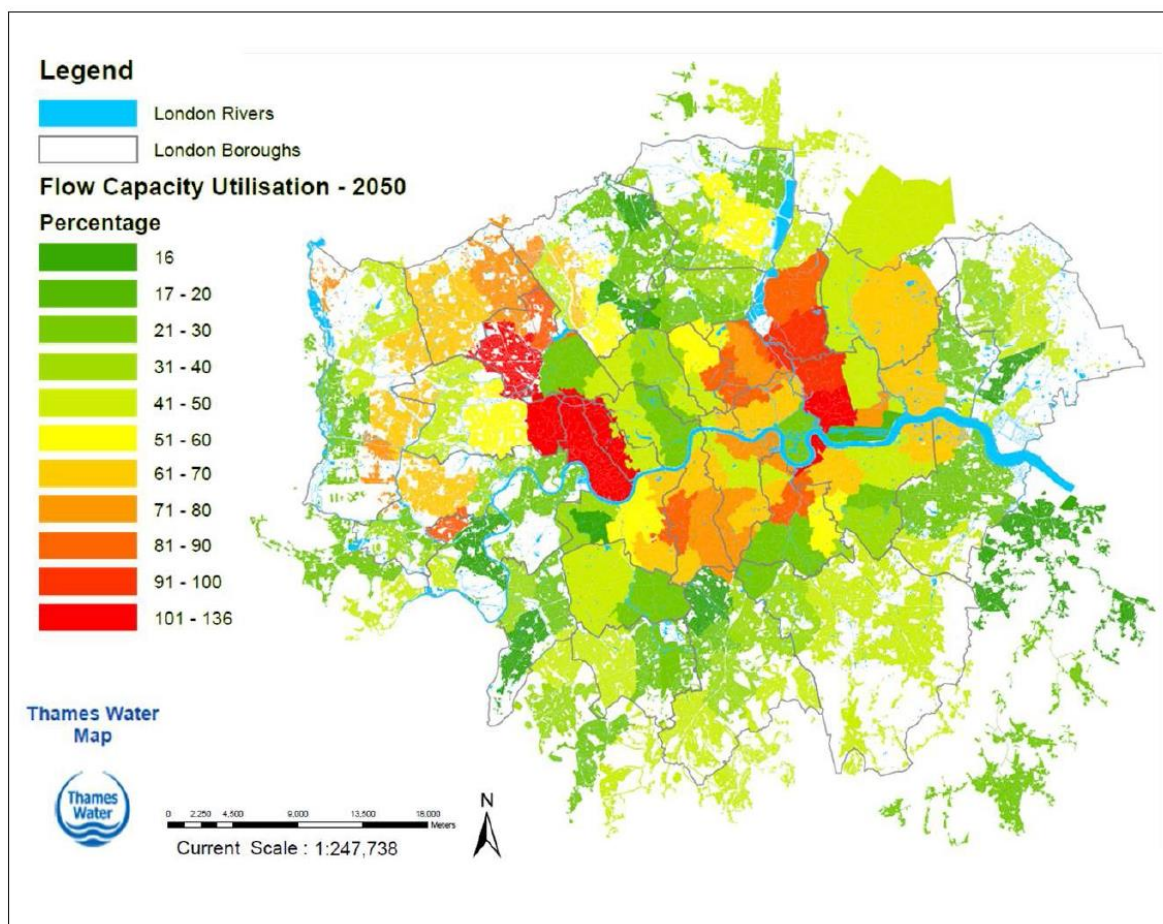 Legend
London Rivers
London Boroughs
Flow Capacity Utilisation - 2050
Percentage
16
17 - 20
21 - 30
31 - 40
41 - 50
51 - 60
61 - 70
71 - 80
81 - 90
91 - 100
101 - 136
Thames Water
Map
Thames
Water
0 2,250 4,500 9,000 13,500 18,000
Meters
Current Scale : 1:247,738
N